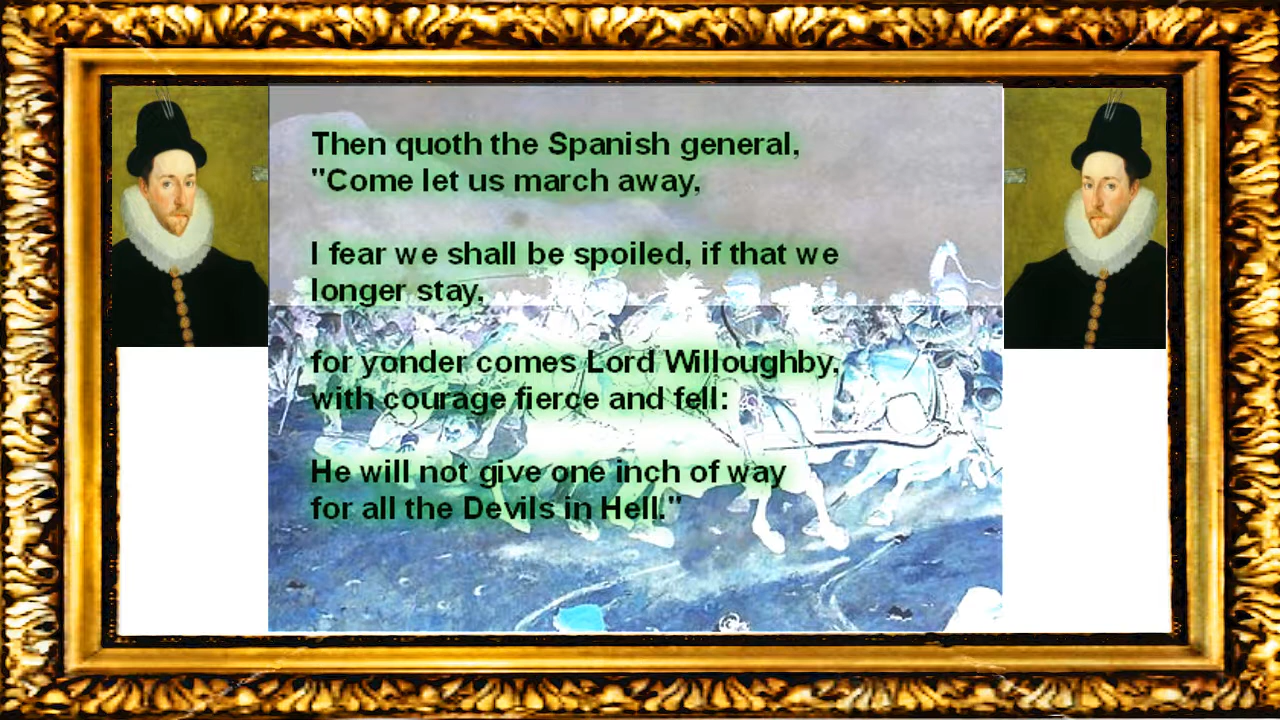 Then quoth the Spanish general,
"Come let us march away,
I fear we shall be spoiled, if that we
longer stay,
for yonder comes Lord Willoughby,
with courage fierce and fell:
He will not give one inch of way
for all the Devils in Hell."